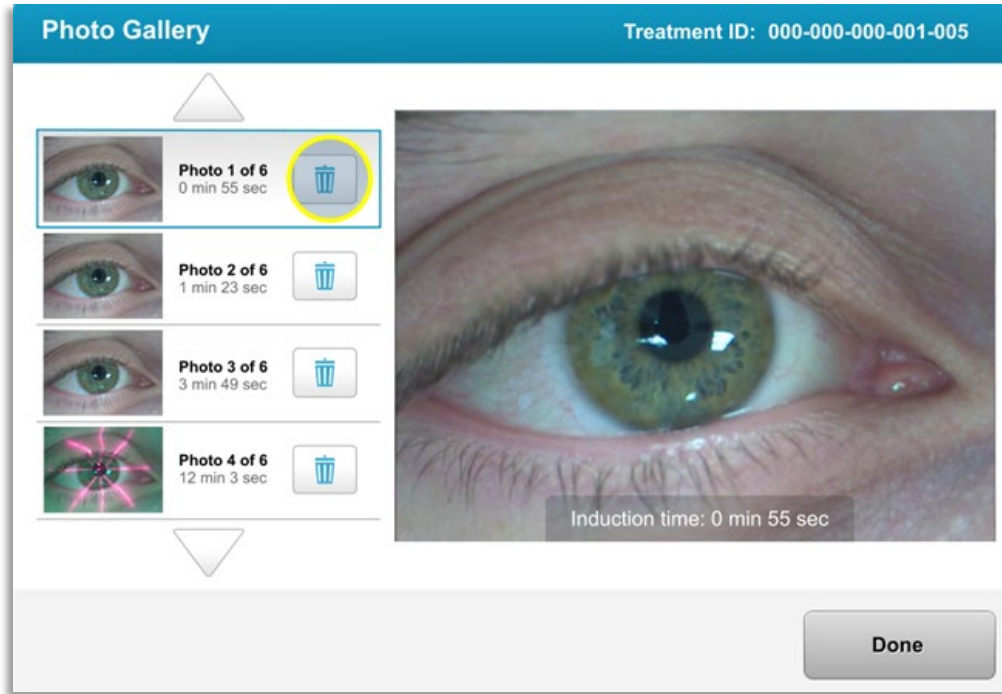 Photo Gallery
Treatment ID: 000-000-000-001-005
Photo 1 of 6
0 min 55 sec
Photo 2 of 6
1 min 23 sec
Photo 3 of 6
3 min 49 sec
Photo 4 of 6
12 min 3 sec
Induction time: 0 min 55 sec
Done